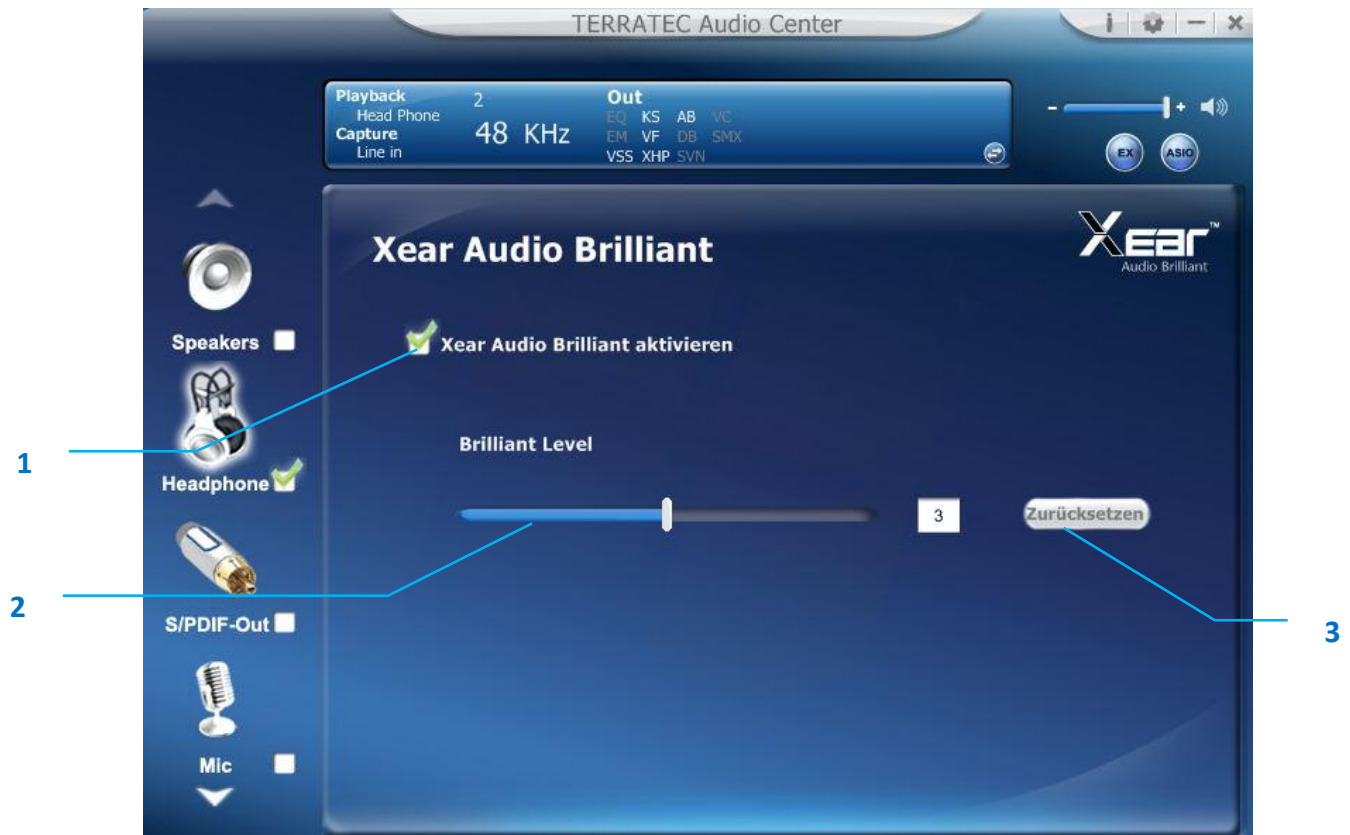 TERRATEC Audio Center
i
Playback 2 Out
Head Phone EQ KS AB VC
Capture 48 KHz EM VF DB SMX
Line in VSS XHP SVN
- +
EX ASIO
Xear Audio Brilliant
Xear™
Audio Brilliant
Speakers
Xear Audio Brilliant aktivieren
1
Brilliant Level
Headphone
3 Zurücksetzen
2
S/PDIF-Out
3
Mic